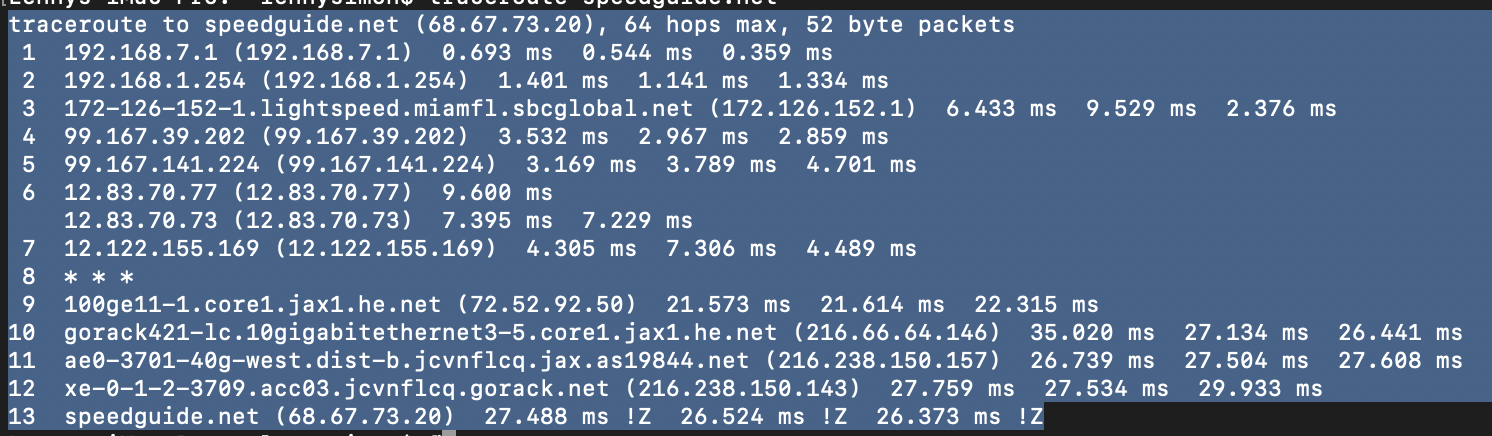 traceroute to speedguide.net (68.67.73.20), 64 hops max, 52 byte packets
 1  192.168.7.1 (192.168.7.1)  0.693 ms  0.544 ms  0.359 ms
 2  192.168.1.254 (192.168.1.254)  1.401 ms  1.141 ms  1.334 ms
 3  172-126-152-1.lightspeed.miamfl.sbcglobal.net (172.126.152.1)  6.433 ms  9.529 ms  2.376 ms
 4  99.167.39.202 (99.167.39.202)  3.532 ms  2.967 ms  2.859 ms
 5  99.167.141.224 (99.167.141.224)  3.169 ms  3.789 ms  4.701 ms
 6  12.83.70.77 (12.83.70.77)  9.600 ms
    12.83.70.73 (12.83.70.73)  7.395 ms  7.229 ms
 7  12.122.155.169 (12.122.155.169)  4.305 ms  7.306 ms  4.489 ms
 8  * * *
 9  100ge11-1.core1.jax1.he.net (72.52.92.50)  21.573 ms  21.614 ms  22.315 ms
10  gorack421-lc.10gigabitethernet3-5.core1.jax1.he.net (216.66.64.146)  35.020 ms  27.134 ms  26.441 ms
11  ae0-3701-40g-west.dist-b.jcvnflcq.jax.as19844.net (216.238.150.157)  26.739 ms  27.504 ms  27.608 ms
12  xe-0-1-2-3709.acc03.jcvnflcq.gorack.net (216.238.150.143)  27.759 ms  27.534 ms  29.933 ms
13  speedguide.net (68.67.73.20)  27.488 ms !Z  26.524 ms !Z  26.373 ms !Z